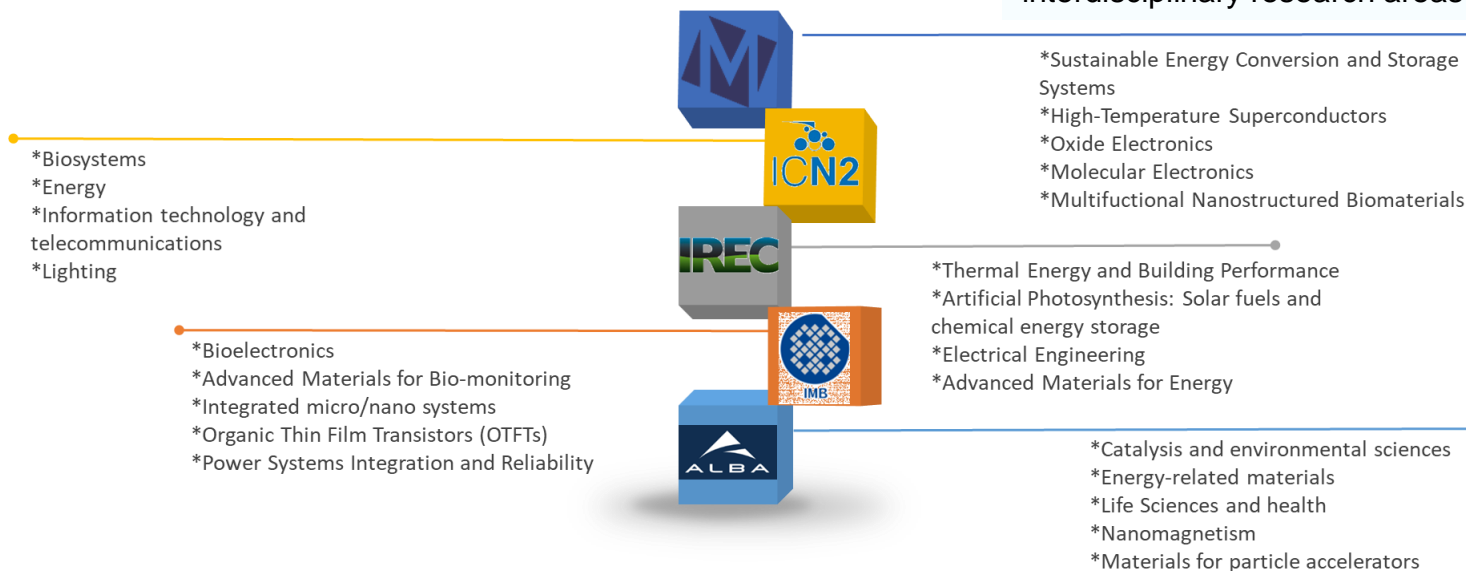 interdisciplinary research areas
M
*Sustainable Energy Conversion and Storage
Systems
*High-Temperature Superconductors
*Oxide Electronics
*Molecular Electronics
*Multifuctional Nanostructured Biomaterials
ICN2
*Biosystems
*Energy
*Information technology and
telecommunications
*Lighting
IREC
*Thermal Energy and Building Performance
*Artificial Photosynthesis: Solar fuels and
chemical energy storage
*Electrical Engineering
*Advanced Materials for Energy
IMB
*Bioelectronics
*Advanced Materials for Bio-monitoring
*Integrated micro/nano systems
*Organic Thin Film Transistors (OTFTs)
*Power Systems Integration and Reliability
ALBA
*Catalysis and environmental sciences
*Energy-related materials
*Life Sciences and health
*Nanomagnetism
*Materials for particle accelerators